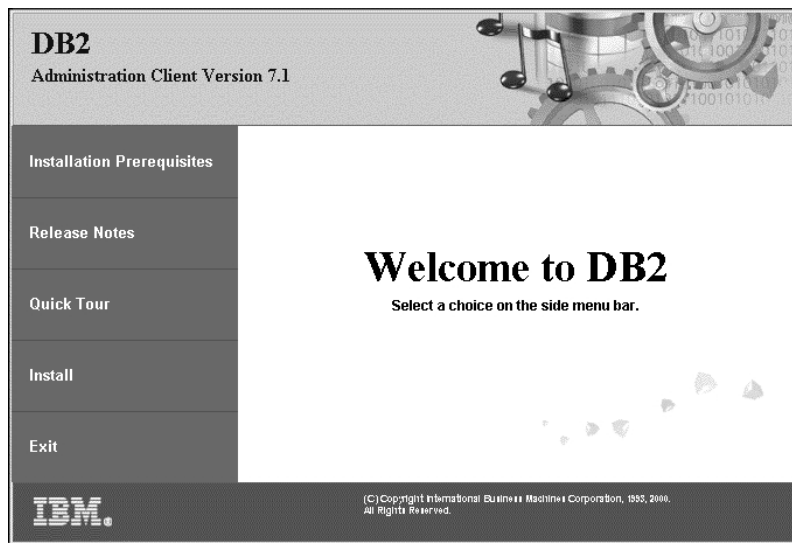 DB2
Administration Client Version 7.1
Installation Prerequisites
Release Notes
Quick Tour
Install
Exit
Welcome to DB2
Select a choice on the side menu bar.
IBM®
(C) Copyright International Business Machines Corporation, 1993, 2000.
All Rights Reserved.